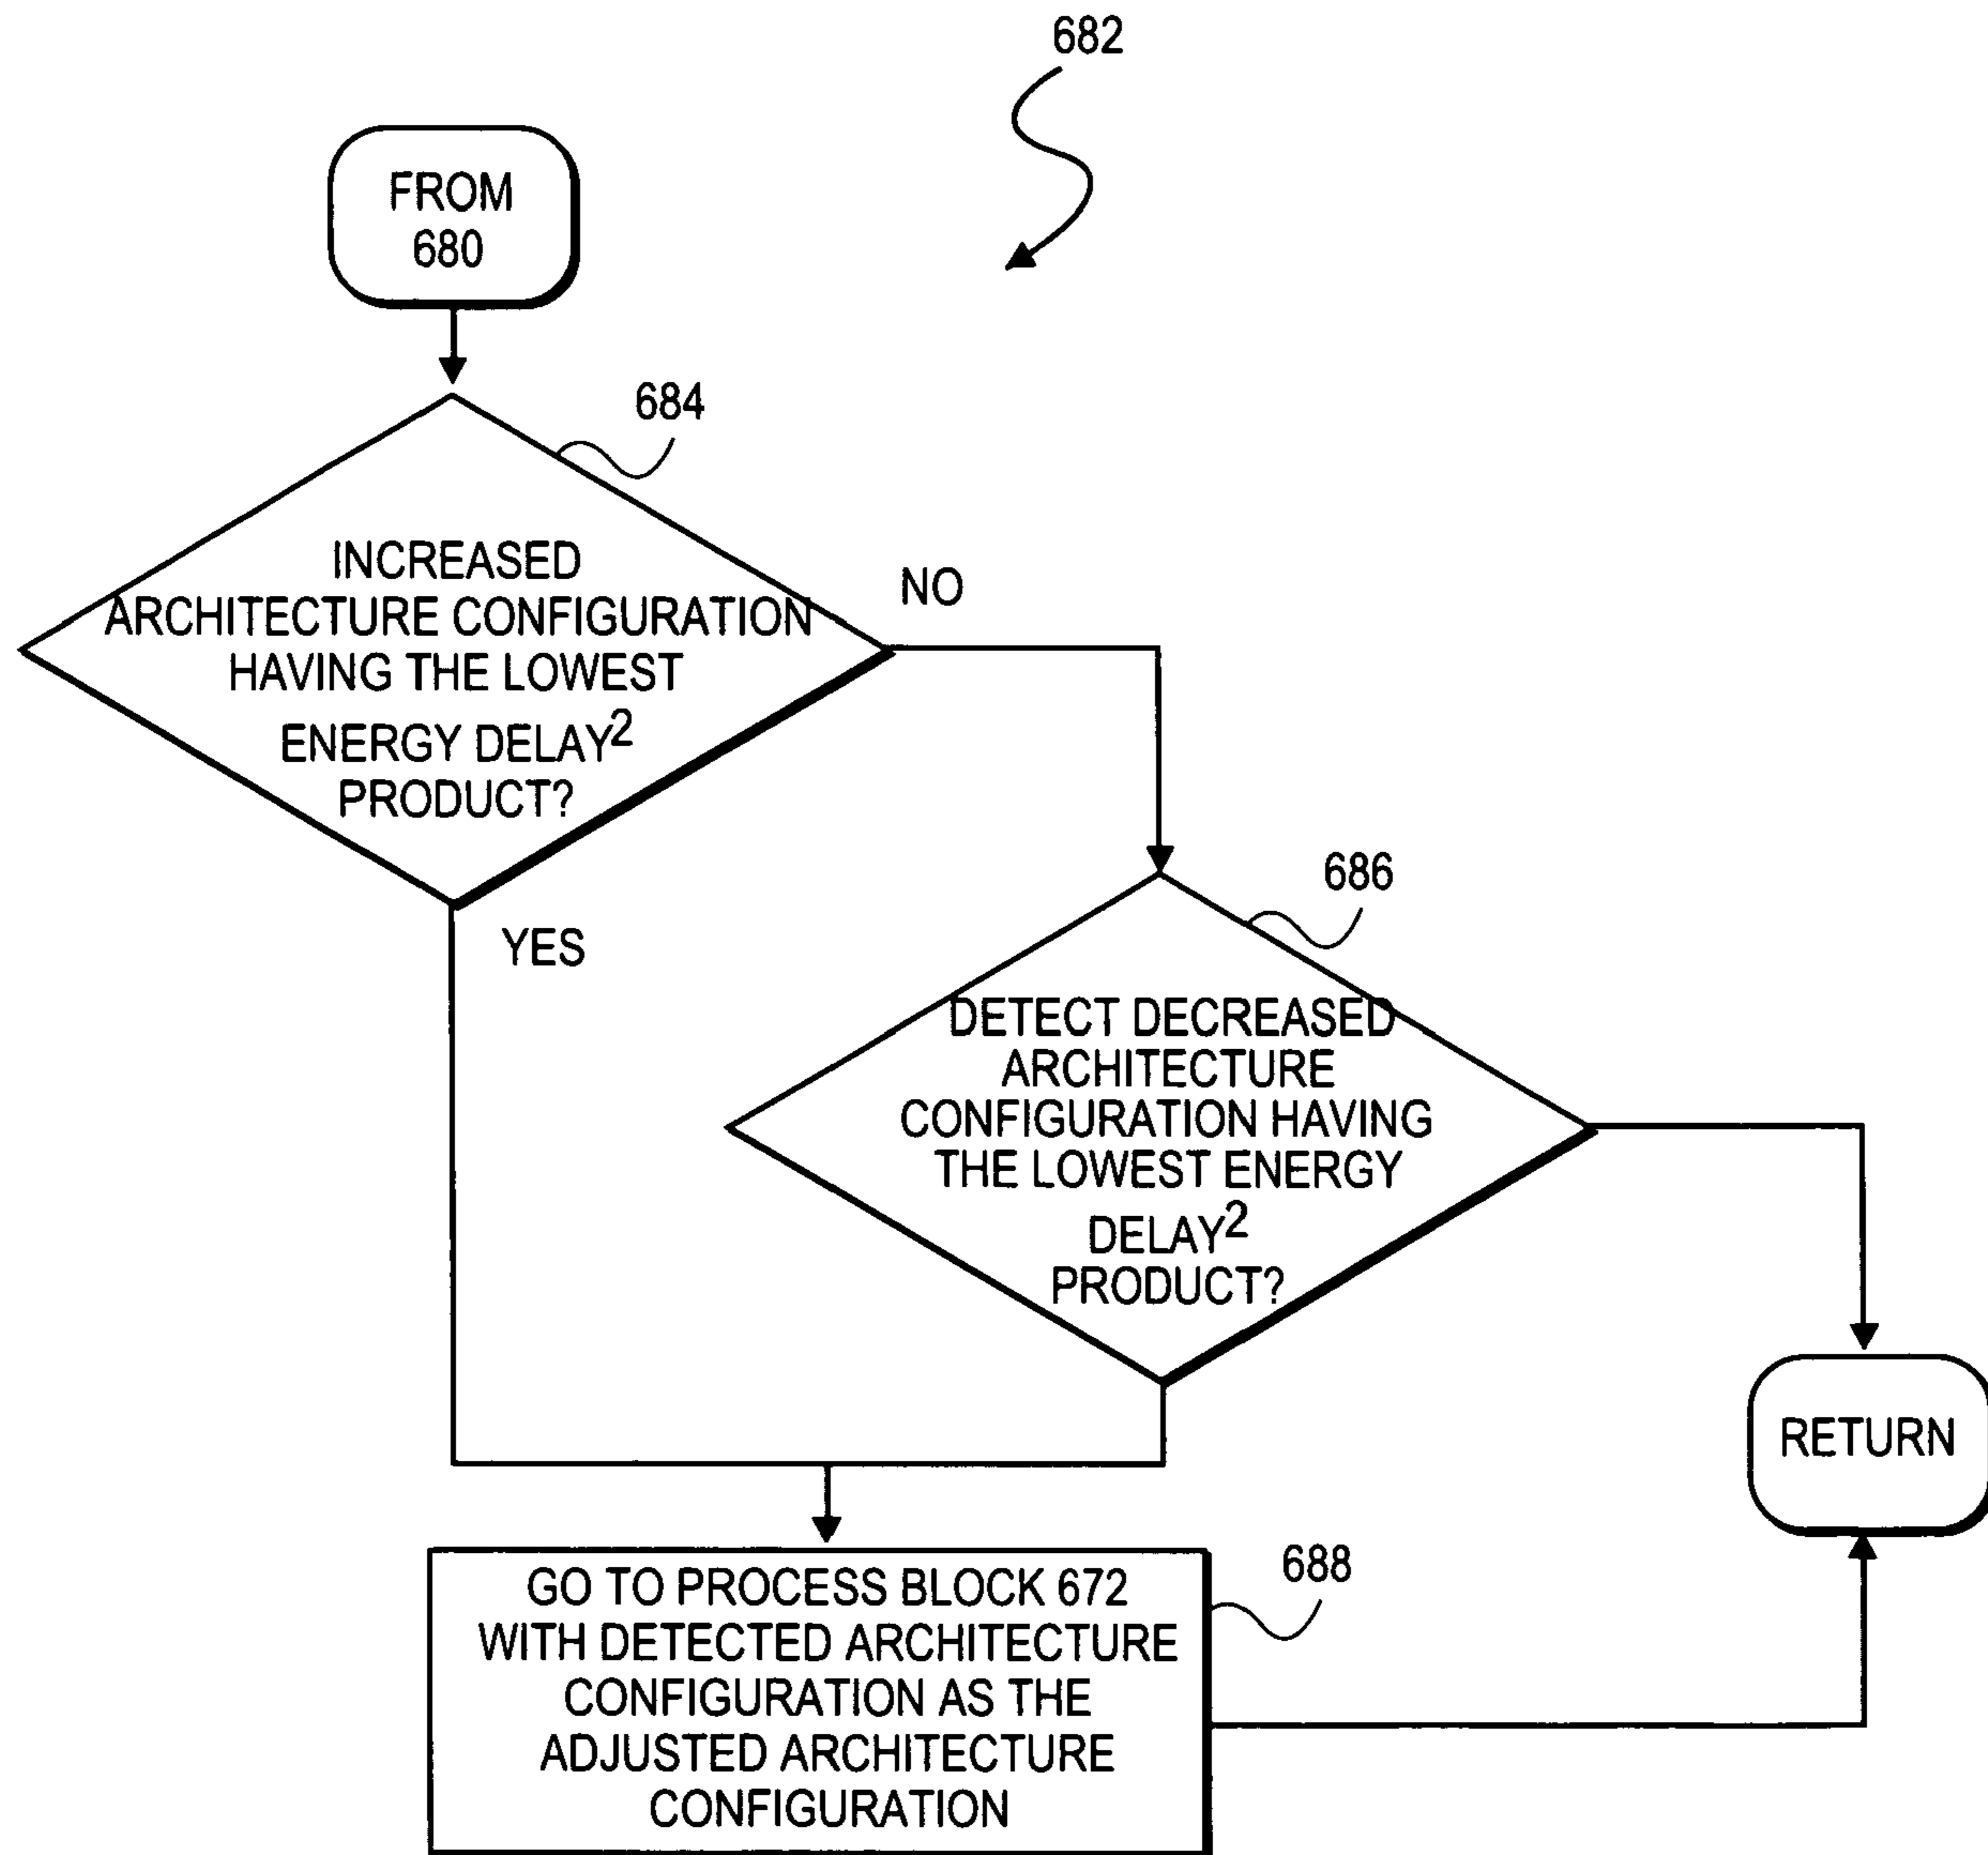 682
FROM
680
684
INCREASED
ARCHITECTURE CONFIGURATION
HAVING THE LOWEST
ENERGY DELAY²
PRODUCT?
NO
YES
686
DETECT DECREASED
ARCHITECTURE
CONFIGURATION HAVING
THE LOWEST ENERGY
DELAY²
PRODUCT?
RETURN
688
GO TO PROCESS BLOCK 672
WITH DETECTED ARCHITECTURE
CONFIGURATION AS THE
ADJUSTED ARCHITECTURE
CONFIGURATION